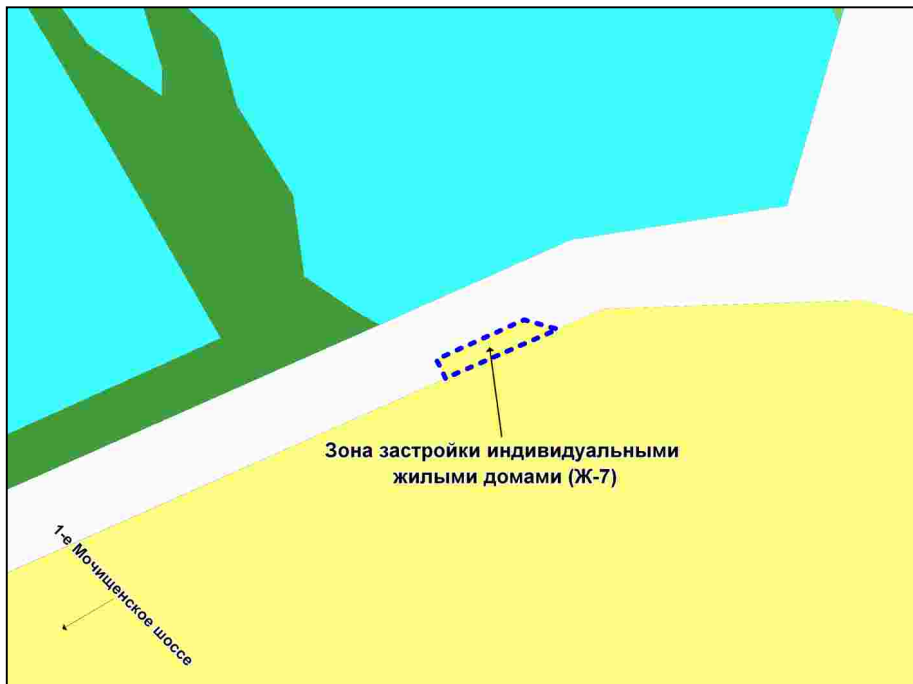 Зона застройки индивидуальными
жилыми домами (Ж-7)
1-е Мочищенское шоссе